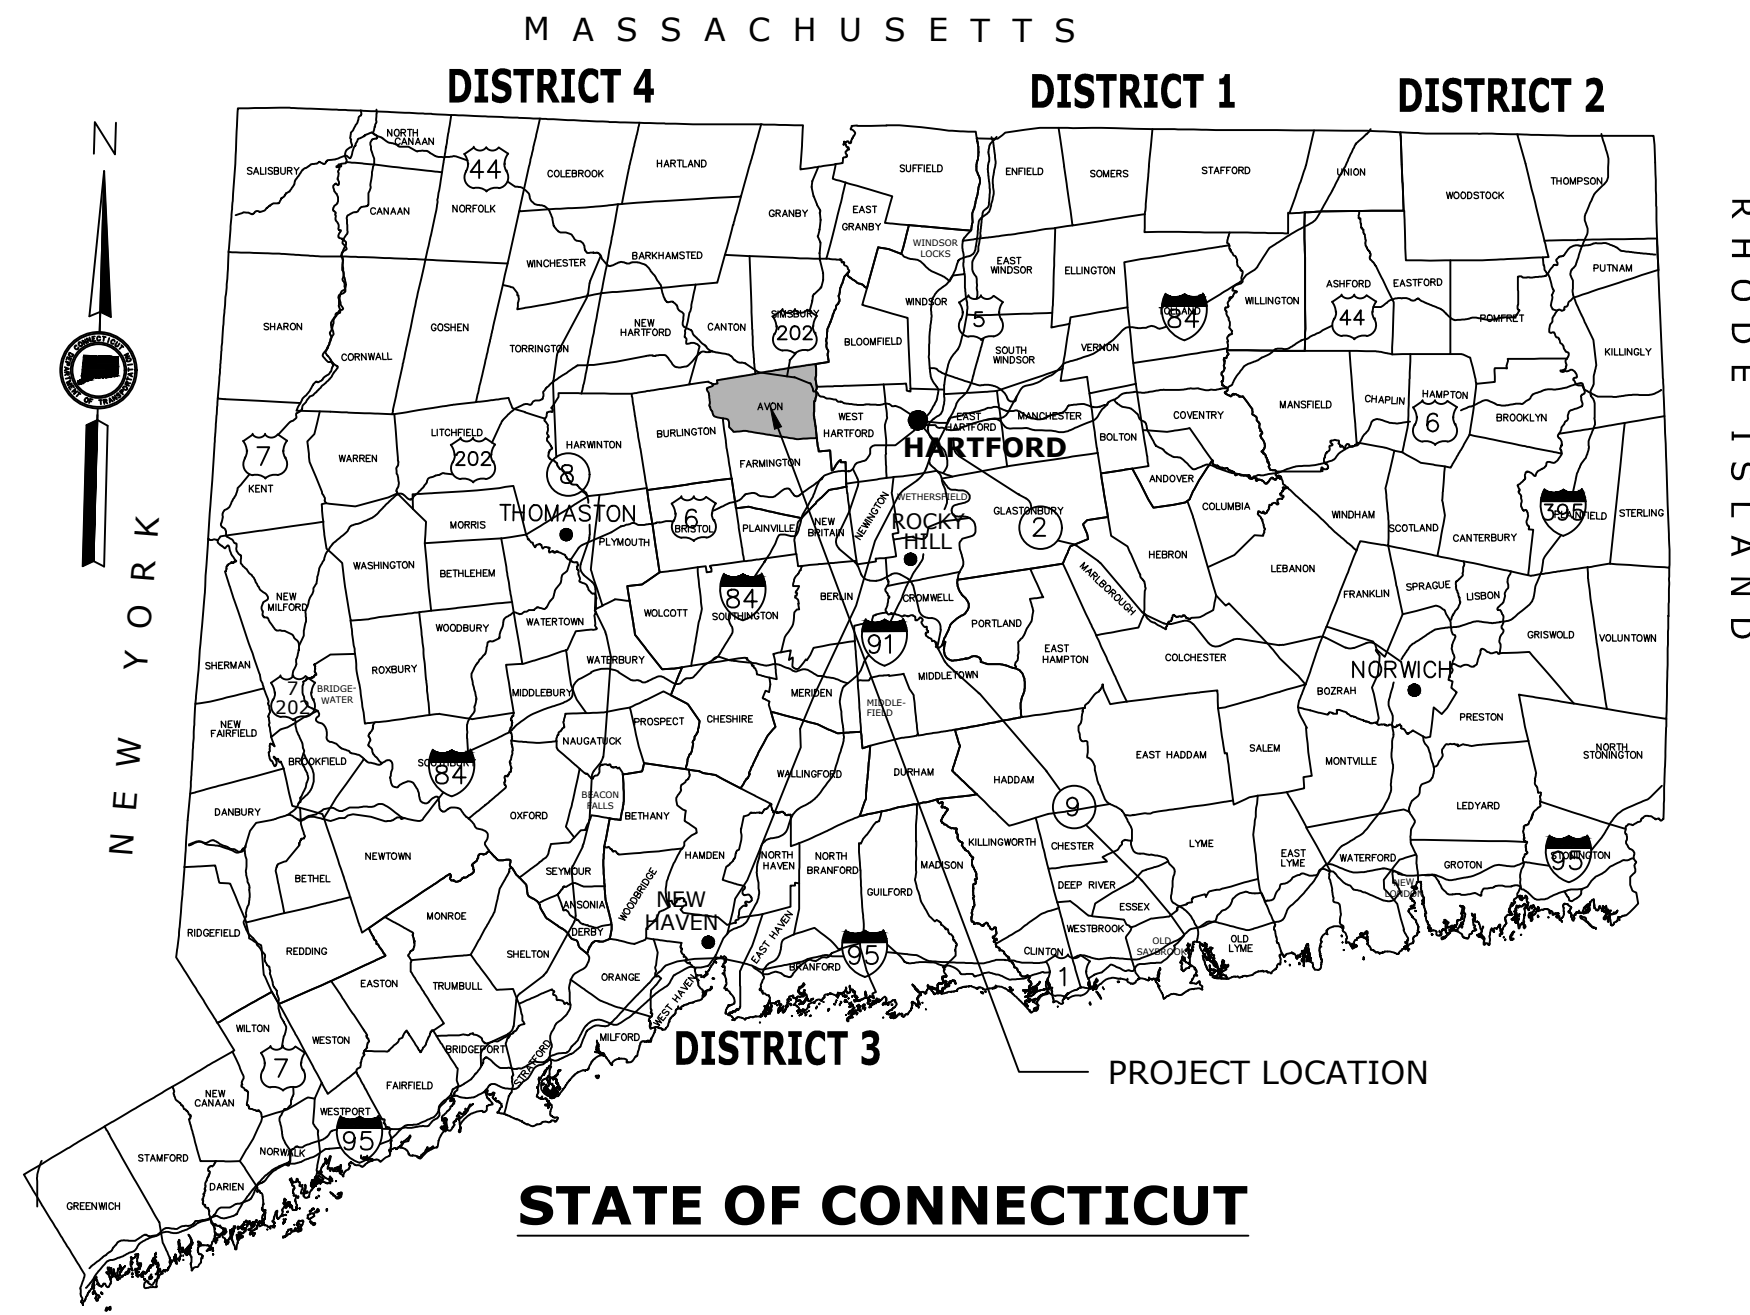 M A S S A C H U S E T T S
DISTRICT 4
DISTRICT 1
DISTRICT 2
N
CONNECTICUT
DEPARTMENT OF TRANSPORTATION
N E W Y O R K
R H O D E I S L A N D
SALISBURY
NORTH
CANAAN
44
COLEBROOK
HARTLAND
SUFFIELD
ENFIELD
SOMERS
STAFFORD
UNION
WOODSTOCK
THOMPSON
CANAAN
NORFOLK
GRANBY
EAST
GRANBY
WINDSOR
LOCKS
WINCHESTER
BARKHAMSTED
EAST
WINDSOR
ELLINGTON
PUTNAM
SHARON
CORNWALL
GOSHEN
TORRINGTON
NEW
HARTFORD
CANTON
SIMSBURY
202
BLOOMFIELD
WINDSOR
5
SOUTH
WINDSOR
VERNON
TOLLAND
84
WILLINGTON
ASHFORD
44
EASTFORD
POMFRET
KILLINGLY
7
KENT
WARREN
LITCHFIELD
202
HARWINTON
8
BURLINGTON
AVON
FARMINGTON
WEST
HARTFORD
HARTFORD
EAST
HARTFORD
MANCHESTER
BOLTON
COVENTRY
MANSFIELD
CHAPLIN
HAMPTON
6
BROOKLYN
ANDOVER
COLUMBIA
WINDHAM
SCOTLAND
CANTERBURY
395
PLAINFIELD
STERLING
MORRIS
THOMASTON
PLYMOUTH
6
BRISTOL
PLAINVILLE
NEW
BRITAIN
NEWINGTON
WETHERSFIELD
ROCKY
HILL
GLASTONBURY
2
HEBRON
MARLBOROUGH
LEBANON
FRANKLIN
SPRAGUE
LISBON
GRISWOLD
VOLUNTOWN
WASHINGTON
BETHLEHEM
NEW
MILFORD
WOODBURY
WATERTOWN
WOLCOTT
84
SOUTHINGTON
BERLIN
CROMWELL
91
PORTLAND
EAST
HAMPTON
COLCHESTER
NORWICH
BOZRAH
PRESTON
SHERMAN
7
202
BRIDGE-
WATER
ROXBURY
MIDDLEBURY
WATERBURY
MERIDEN
MIDDLE-
FIELD
MIDDLETOWN
NEW
FAIRFIELD
BROOKFIELD
SOUTHBURY
84
NAUGATUCK
PROSPECT
CHESHIRE
WALLINGFORD
DURHAM
HADDAM
EAST HADDAM
SALEM
MONTVILLE
NORTH
STONINGTON
DANBURY
OXFORD
BEACON
FALLS
BETHANY
9
LEDYARD
NEWTOWN
BETHEL
SEYMOUR
HAMDEN
NORTH
HAVEN
NORTH
BRANFORD
GUILFORD
MADISON
KILLINGWORTH
CHESTER
LYME
EAST
LYME
WATERFORD
NEW
LONDON
GROTON
STONINGTON
95
DEEP RIVER
ESSEX
WESTBROOK
OLD
SAYBROOK
OLD
LYME
CLINTON
1
RIDGEFIELD
REDDING
MONROE
ANSONIA
DERBY
WOODBRIDGE
NEW
HAVEN
EAST HAVEN
BRANFORD
95
SHELTON
ORANGE
WEST HAVEN
EASTON
TRUMBULL
MILFORD
WILTON
WESTON
BRIDGEPORT
STRATFORD
DISTRICT 3
7
FAIRFIELD
PROJECT LOCATION
NEW
CANAAN
WESTPORT
95
NORWALK
STAMFORD
DARIEN
GREENWICH
STATE OF CONNECTICUT